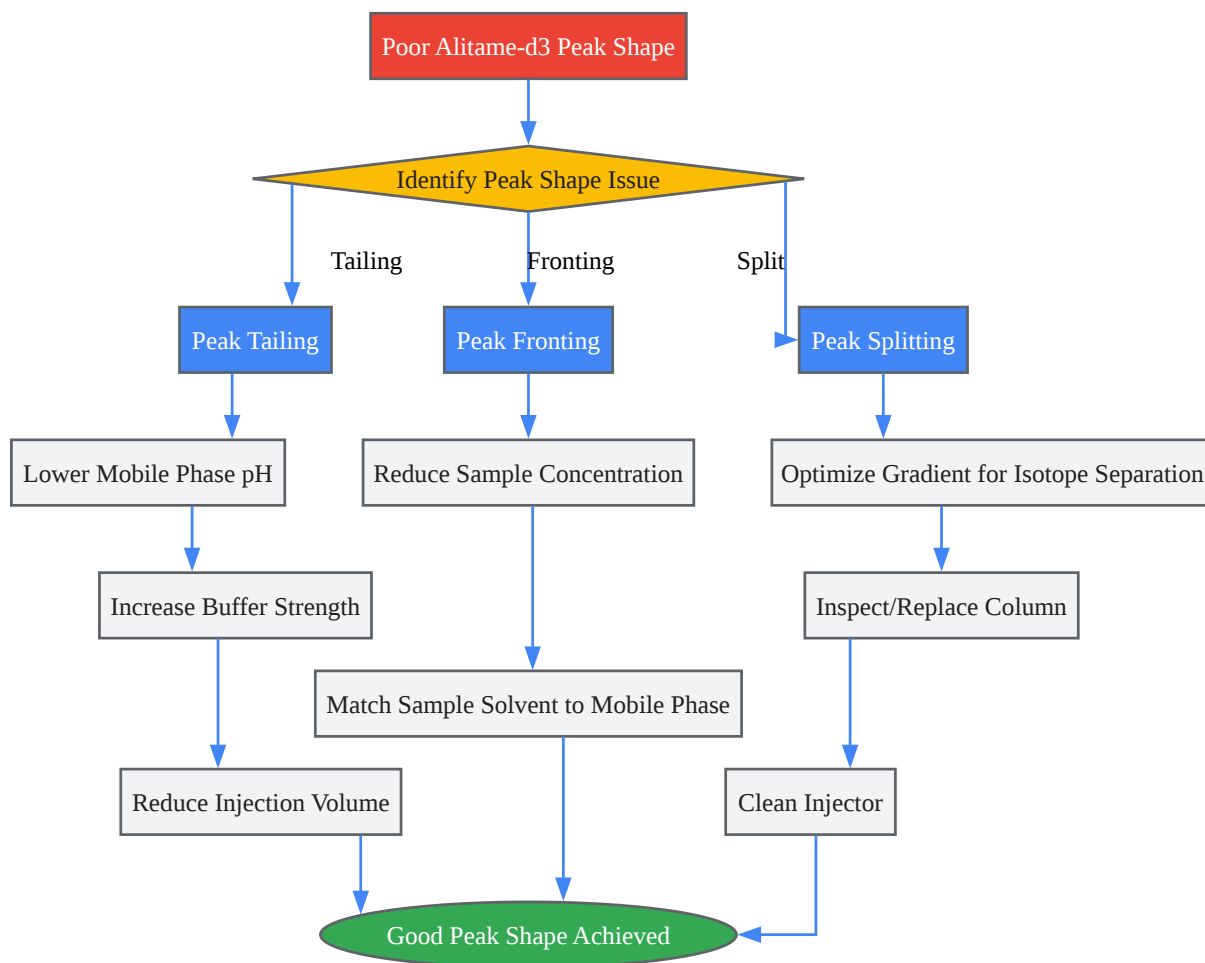 Poor Alitame-d3 Peak Shape
Identify Peak Shape Issue
Tailing
Fronting
Split
Peak Tailing
Peak Fronting
Peak Splitting
Lower Mobile Phase pH
Reduce Sample Concentration
Optimize Gradient for Isotope Separation
Increase Buffer Strength
Inspect/Replace Column
Match Sample Solvent to Mobile Phase
Reduce Injection Volume
Clean Injector
Good Peak Shape Achieved